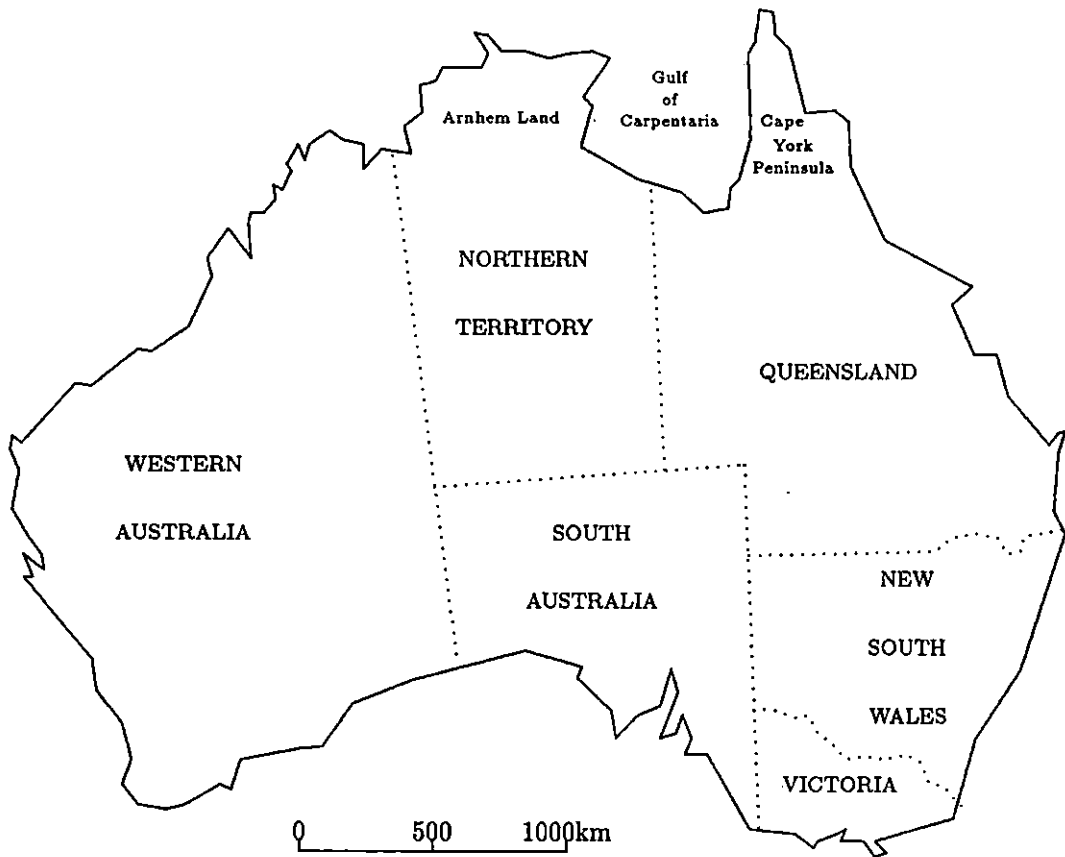 Gulf
of
Carpentaria
Arnhem Land
Cape
York
Peninsula
NORTHERN
TERRITORY
QUEENSLAND
WESTERN
AUSTRALIA
SOUTH
AUSTRALIA
NEW
SOUTH
WALES
VICTORIA
0 500 1000km